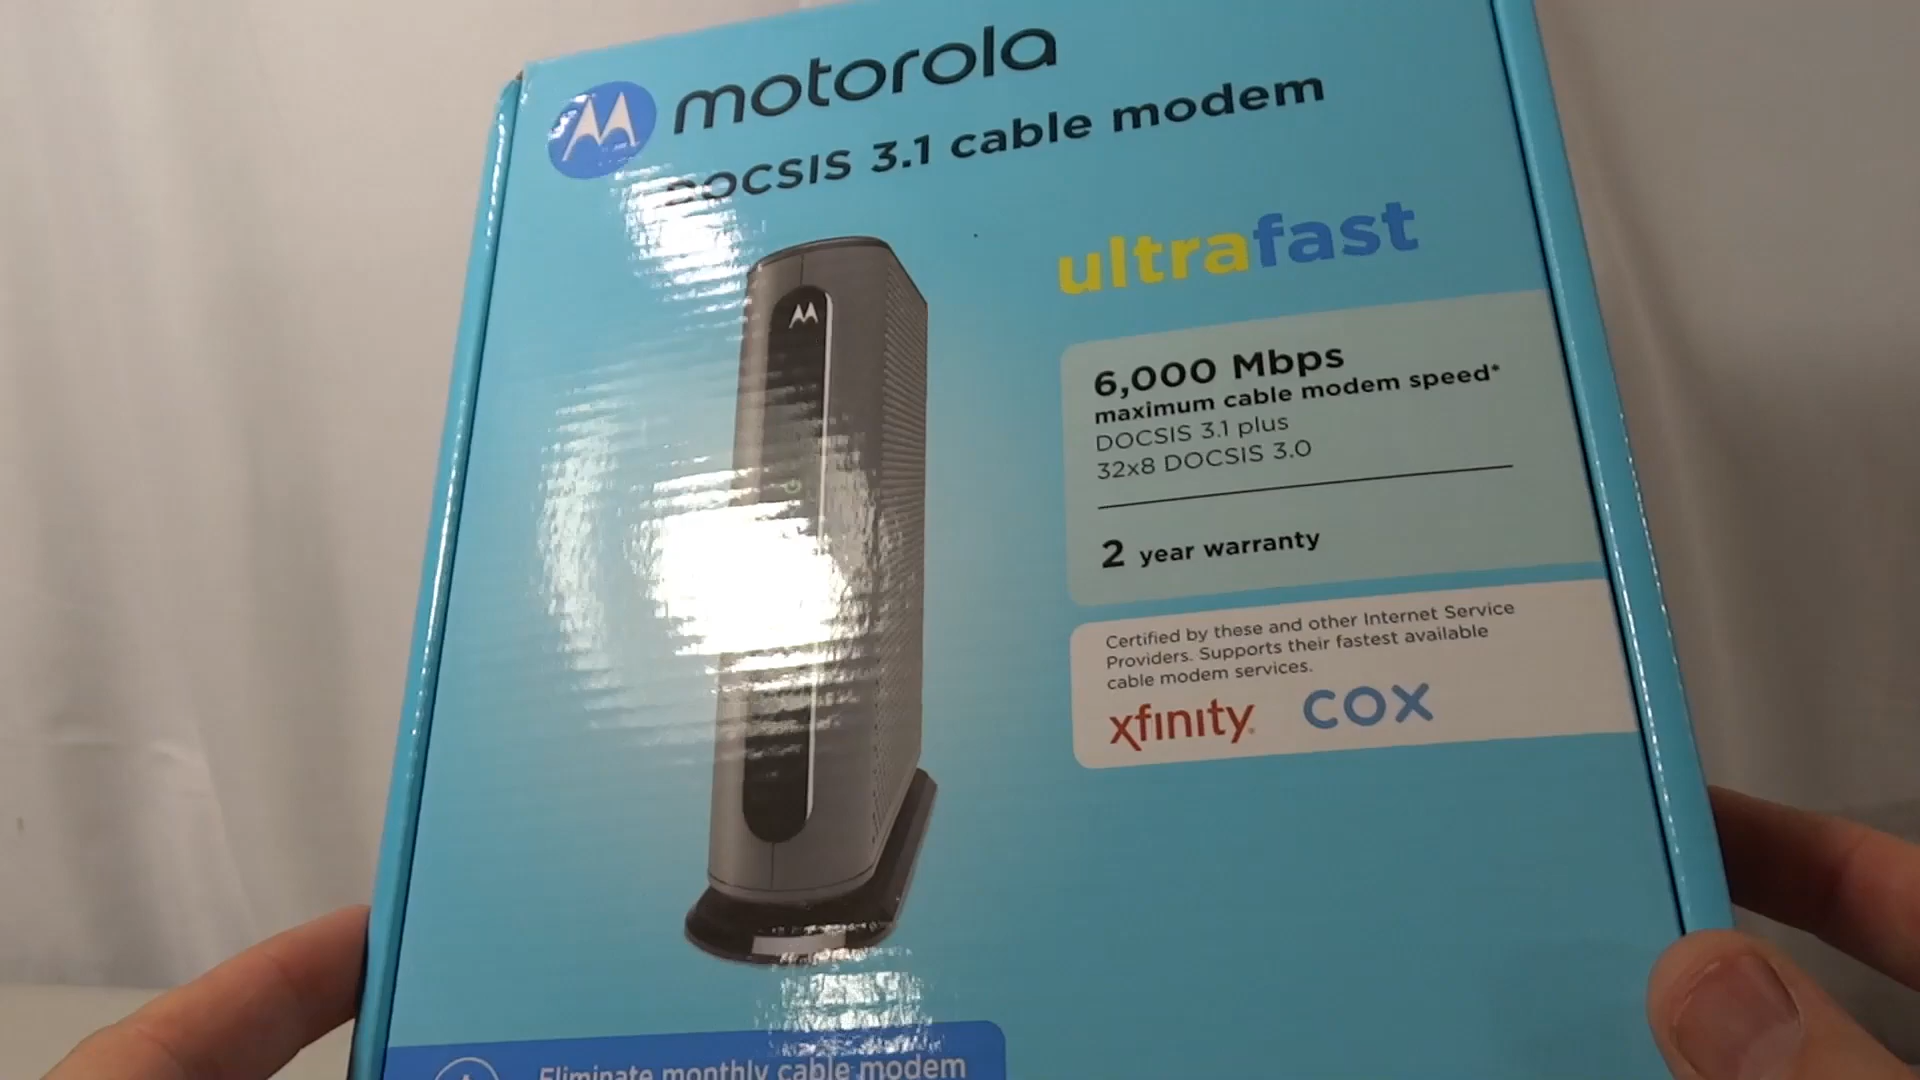 motorola
DOCSIS 3.1 cable modem
ultrafast
6,000 Mbps
maximum cable modem speed*
DOCSIS 3.1 plus
32x8 DOCSIS 3.0
2 year warranty
Certified by these and other Internet Service
Providers. Supports their fastest available
cable modem services.
xfinity COX
Eliminate monthly cable modem